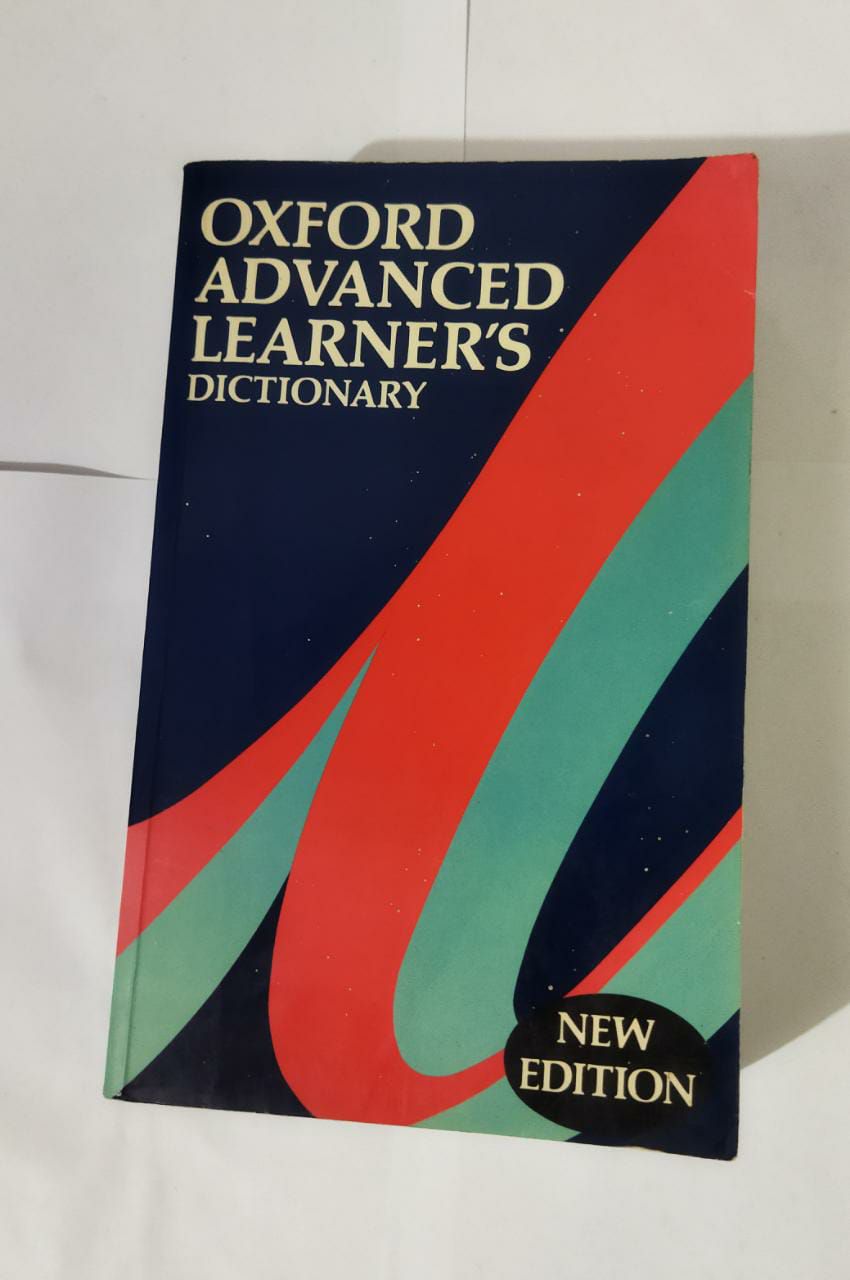 OXFORD
ADVANCED
LEARNER'S
DICTIONARY
NEW
EDITION